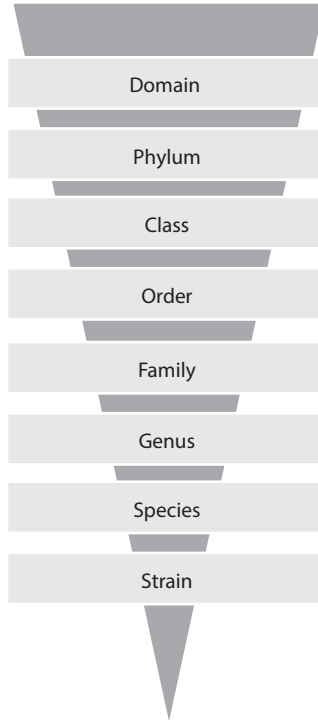 Domain
Phylum
Class
Order
Family
Genus
Species
Strain